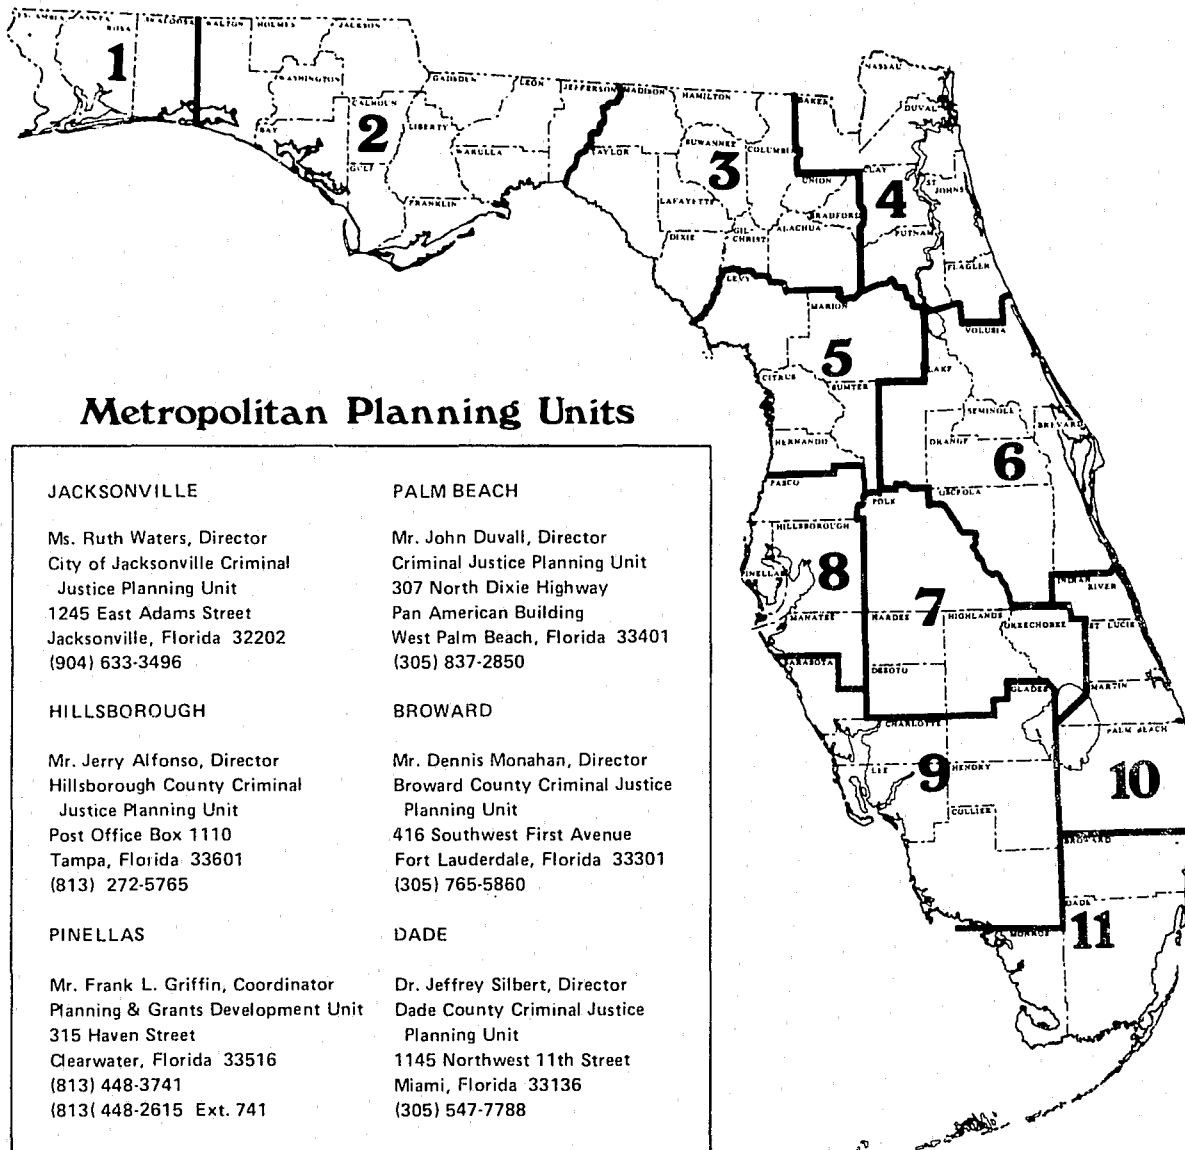 ESCAMBIA
SANTA
ROSA
OKALOOSA
WALTON
HOLMES
JACKSON
WASHINGTON
BAY
CALHOUN
GULF
LIBERTY
GADSDEN
LEON
WAKULLA
FRANKLIN
JEFFERSON
MADISON
HAMILTON
TAYLOR
SUWANNEE
COLUMBIA
LAFAYETTE
DIXIE
GIL-
CHRIST
UNION
BRADFORD
ALACHUA
BAKER
NASSAU
DUVAL
CLAY
ST
JOHNS
PUTNAM
FLAGLER
LEVY
MARION
CITRUS
SUMTER
HERNANDO
LAKE
VOLUSIA
SEMINOLE
ORANGE
BREVARD
OSCEOLA
PASCO
HILLSBOROUGH
PINELLAS
MANATEE
POLK
HARDEE
HIGHLANDS
OKEECHOBEE
DESOTO
INDIAN
RIVER
ST LUCIE
MARTIN
SARASOTA
CHARLOTTE
GLADES
LEE
HENDRY
COLLIER
PALM BEACH
BROWARD
DADE
MONROE
1
2
3
4
5
6
7
8
9
10
11
Metropolitan Planning Units
JACKSONVILLE
Ms. Ruth Waters, Director
City of Jacksonville Criminal
Justice Planning Unit
1245 East Adams Street
Jacksonville, Florida 32202
(904) 633-3496
HILLSBOROUGH
Mr. Jerry Alfonso, Director
Hillsborough County Criminal
Justice Planning Unit
Post Office Box 1110
Tampa, Florida 33601
(813) 272-5765
PINELLAS
Mr. Frank L. Griffin, Coordinator
Planning & Grants Development Unit
315 Haven Street
Clearwater, Florida 33516
(813) 448-3741
(813( 448-2615 Ext. 741
PALM BEACH
Mr. John Duvall, Director
Criminal Justice Planning Unit
307 North Dixie Highway
Pan American Building
West Palm Beach, Florida 33401
(305) 837-2850
BROWARD
Mr. Dennis Monahan, Director
Broward County Criminal Justice
Planning Unit
416 Southwest First Avenue
Fort Lauderdale, Florida 33301
(305) 765-5860
DADE
Dr. Jeffrey Silbert, Director
Dade County Criminal Justice
Planning Unit
1145 Northwest 11th Street
Miami, Florida 33136
(305) 547-7788